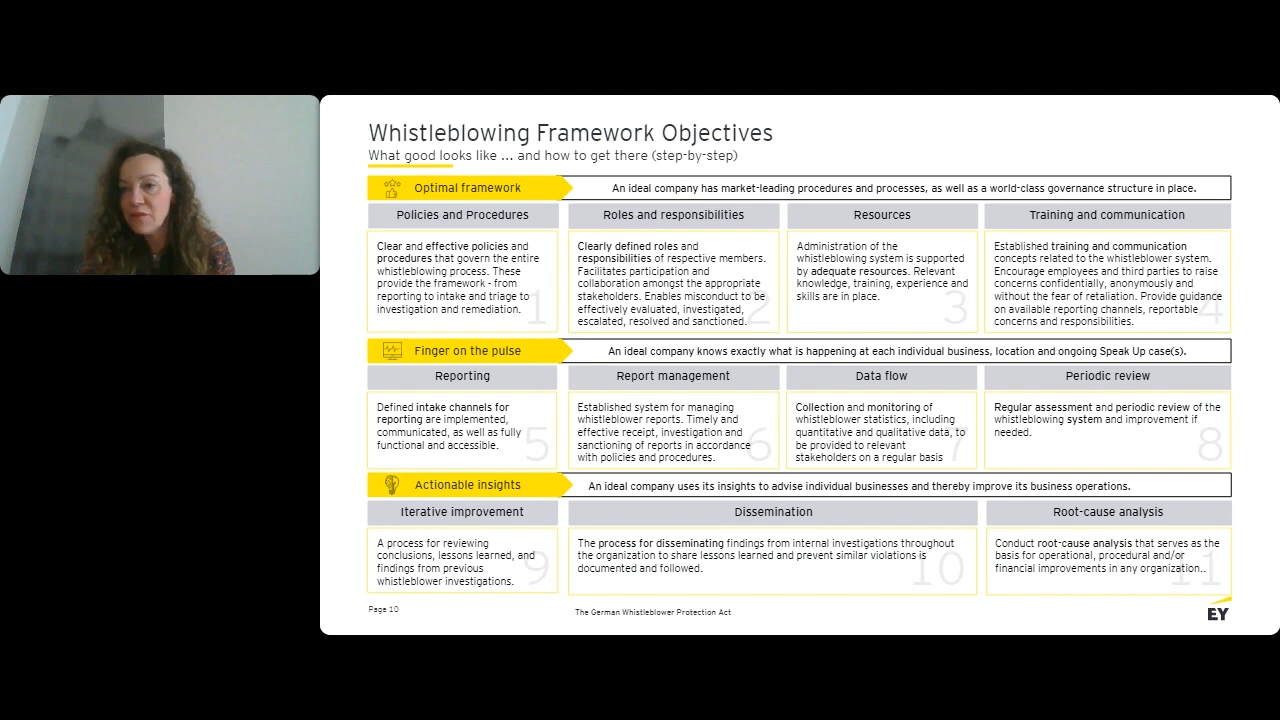 Whistleblowing Framework Objectives
What good looks like ... and how to get there (step-by-step)
Optimal framework
An ideal company has market-leading procedures and processes, as well as a world-class governance structure in place.
Policies and Procedures
Clear and effective policies and
procedures that govern the entire
whistleblowing process. These
provide the framework - from
reporting to intake and triage to
investigation and remediation.
1
Roles and responsibilities
Clearly defined roles and
responsibilities of respective members.
Facilitates participation and
collaboration amongst the appropriate
stakeholders. Enables misconduct to be
effectively evaluated, investigated,
escalated, resolved and sanctioned.
2
Resources
Administration of the
whistleblowing system is supported
by adequate resources. Relevant
knowledge, training, experience and
skills are in place.
3
Training and communication
Established training and communication
concepts related to the whistleblower system.
Encourage employees and third parties to raise
concerns confidentially, anonymously and
without the fear of retaliation. Provide guidance
on available reporting channels, reportable
concerns and responsibilities.
4
Finger on the pulse
An ideal company knows exactly what is happening at each individual business, location and ongoing Speak Up case(s).
Reporting
Defined intake channels for
reporting are implemented,
communicated, as well as fully
functional and accessible.
5
Report management
Established system for managing
whistleblower reports. Timely and
effective receipt, investigation and
sanctioning of reports in accordance
with policies and procedures.
6
Data flow
Collection and monitoring of
whistleblower statistics, including
quantitative and qualitative data, to
be provided to relevant
stakeholders on a regular basis
7
Periodic review
Regular assessment and periodic review of the
whistleblowing system and improvement if
needed.
8
Actionable insights
An ideal company uses its insights to advise individual businesses and thereby improve its business operations.
Iterative improvement
A process for reviewing
conclusions, lessons learned, and
findings from previous
whistleblower investigations.
9
Dissemination
The process for disseminating findings from internal investigations throughout
the organization to share lessons learned and prevent similar violations is
documented and followed.
10
Root-cause analysis
Conduct root-cause analysis that serves as the
basis for operational, procedural and/or
financial improvements in any organization..
11
Page 10
The German Whistleblower Protection Act
EY